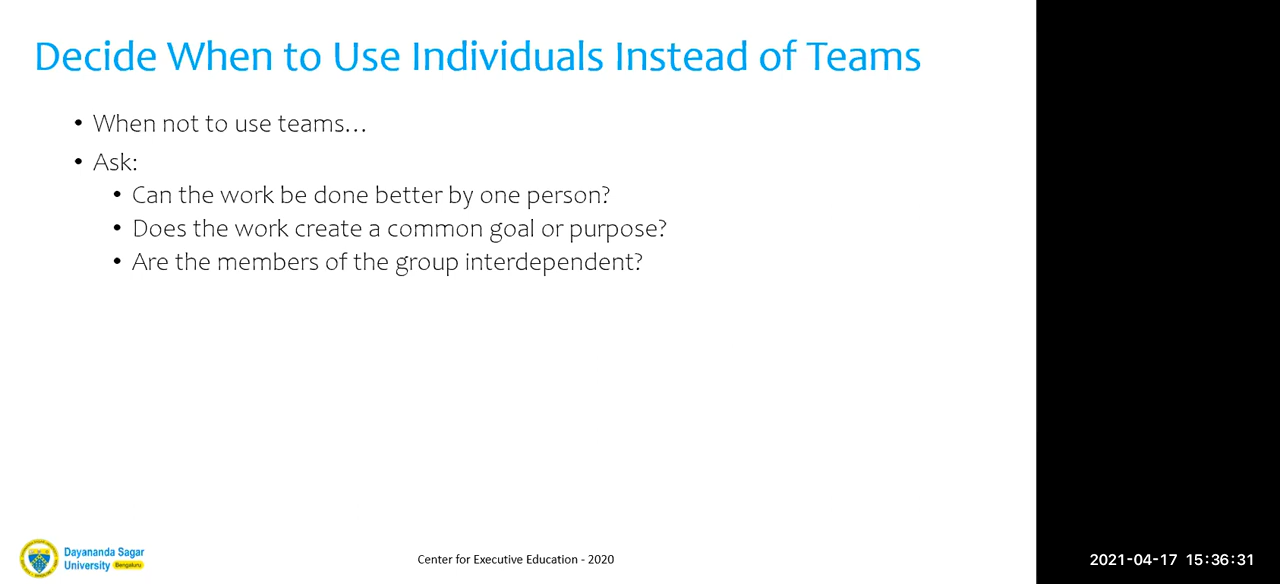 Decide When to Use Individuals Instead of Teams
• When not to use teams…
• Ask:
• Can the work be done better by one person?
• Does the work create a common goal or purpose?
• Are the members of the group interdependent?
Dayananda Sagar
University Bengaluru
Center for Executive Education - 2020
2021-04-17 15:36:31